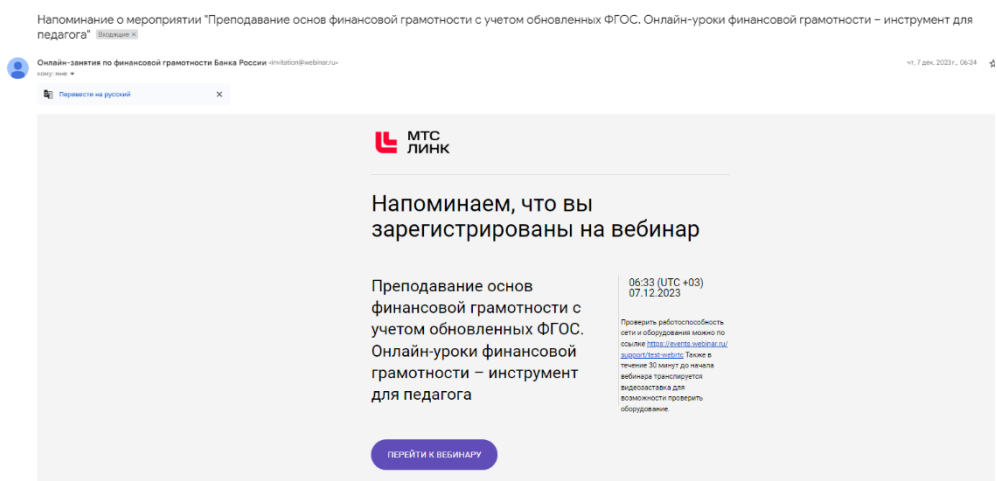 Напоминание о мероприятии "Преподавание основ финансовой грамотности с учетом обновленных ФГОС. Онлайн-уроки финансовой грамотности – инструмент для
педагога" Входящие ×
Онлайн-занятия по финансовой грамотности Банка России <invitation@webinar.ru>
чт, 7 дек. 2023 г., 06:34
кому: мне
Перевести на русский ×
МТС
ЛИНК
Напоминаем, что вы
зарегистрированы на вебинар
Преподавание основ
финансовой грамотности с
учетом обновленных ФГОС.
Онлайн-уроки финансовой
грамотности – инструмент
для педагога
06:33 (UTC +03)
07.12.2023
Проверить работоспособность
сети и оборудования можно по
ссылке https://events.webinar.ru/
support/test-webrtc Также в
течение 30 минут до начала
вебинара транслируется
видеозаставка для
возможности проверить
оборудование.
ПЕРЕЙТИ К ВЕБИНАРУ